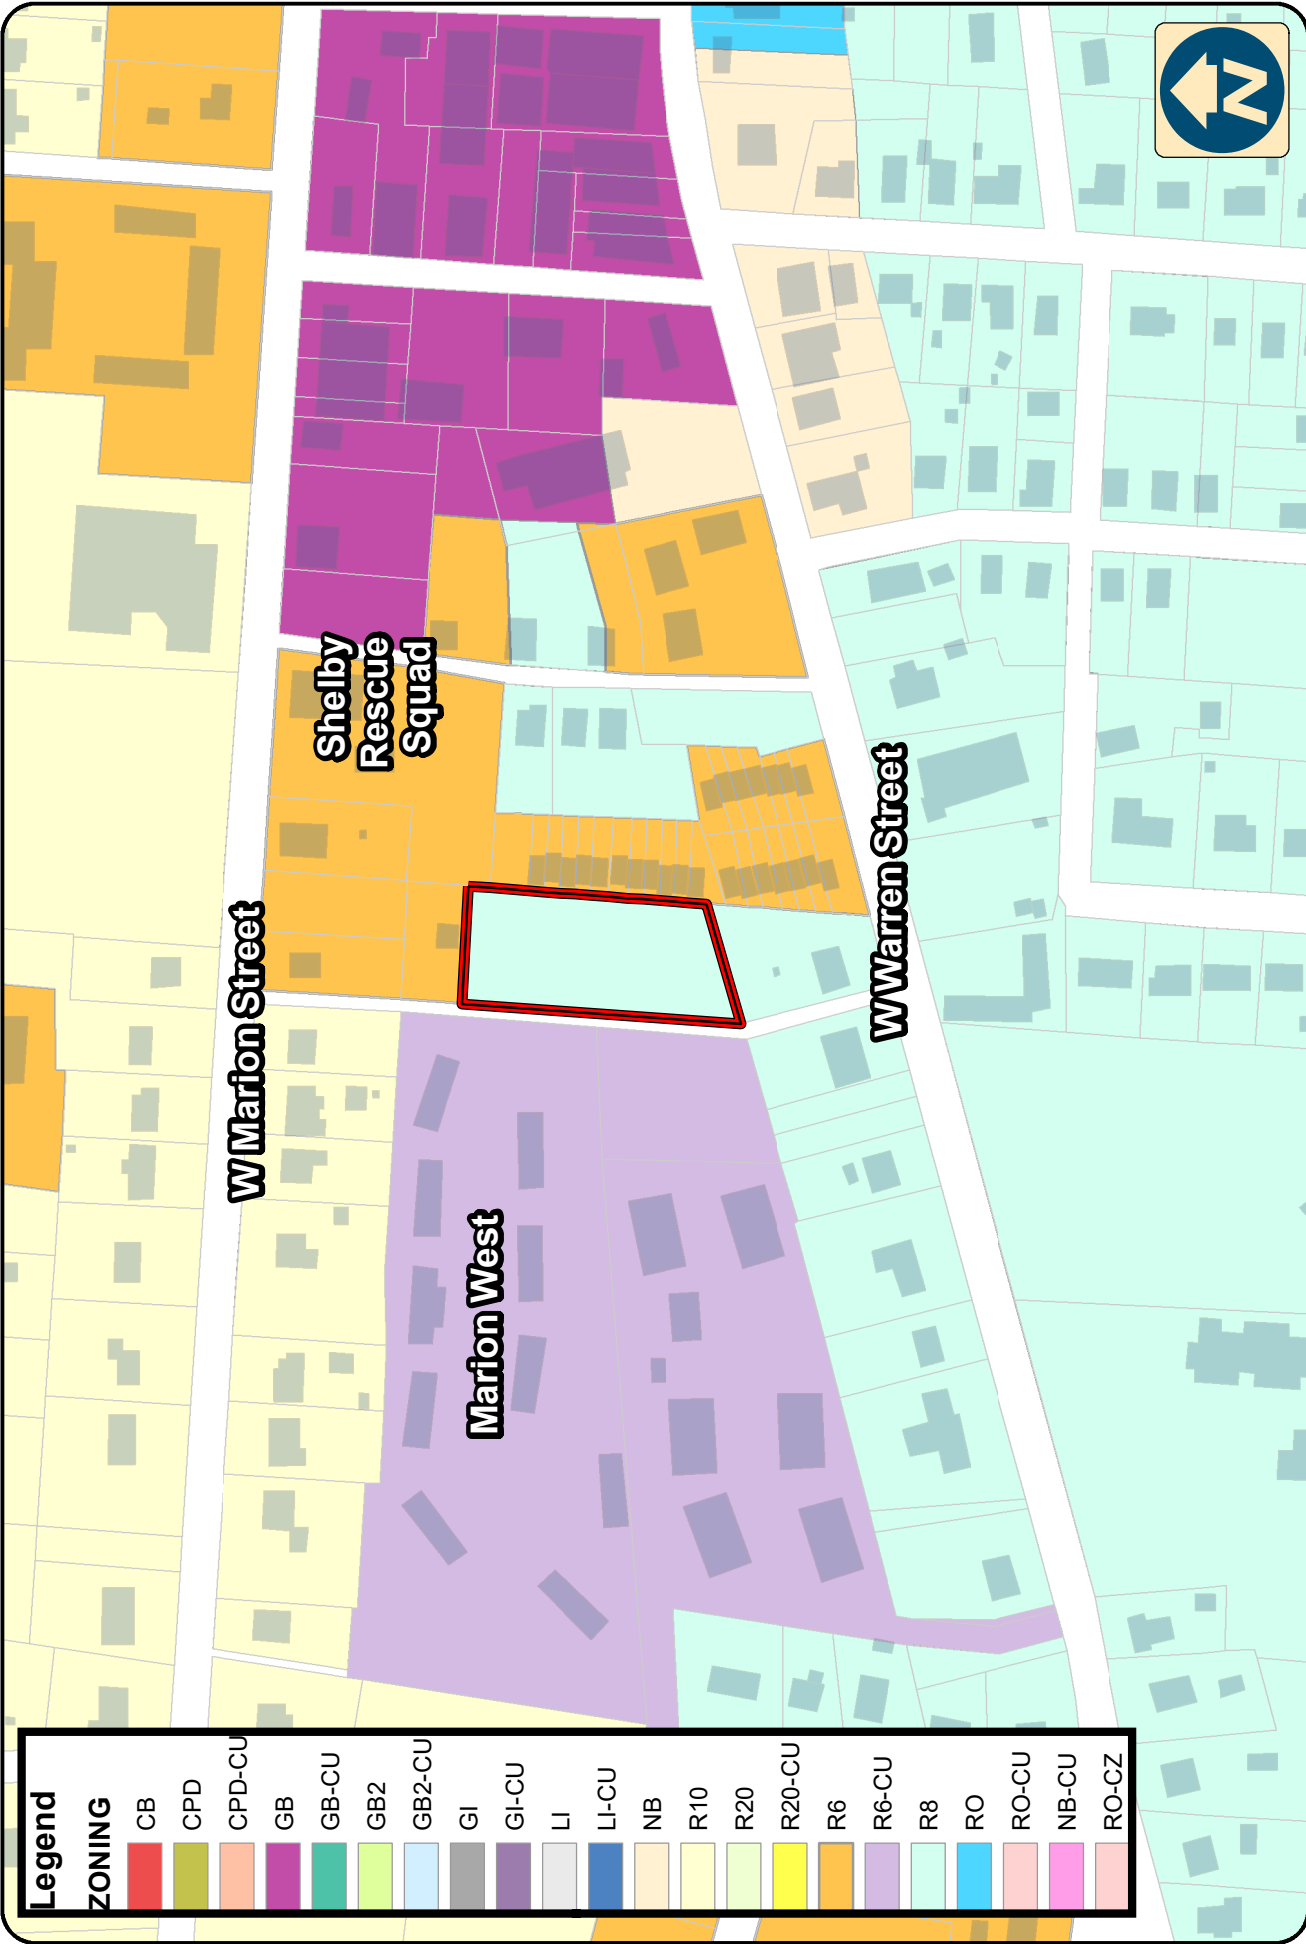 N
Shelby
Rescue
Squad
W Marion Street
W Warren Street
Marion West
Legend
ZONING
CB
CPD
CPD-CU
GB
GB-CU
GB2
GB2-CU
GI
GI-CU
LI
LI-CU
NB
R10
R20
R20-CU
R6
R6-CU
R8
RO
RO-CU
NB-CU
RO-CZ